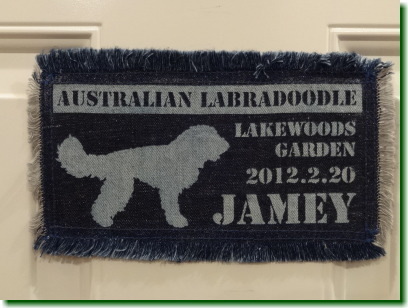 AUSTRALIAN LABRADOODLE
LAKEWOODS
GARDEN
2012.2.20
JAMEY